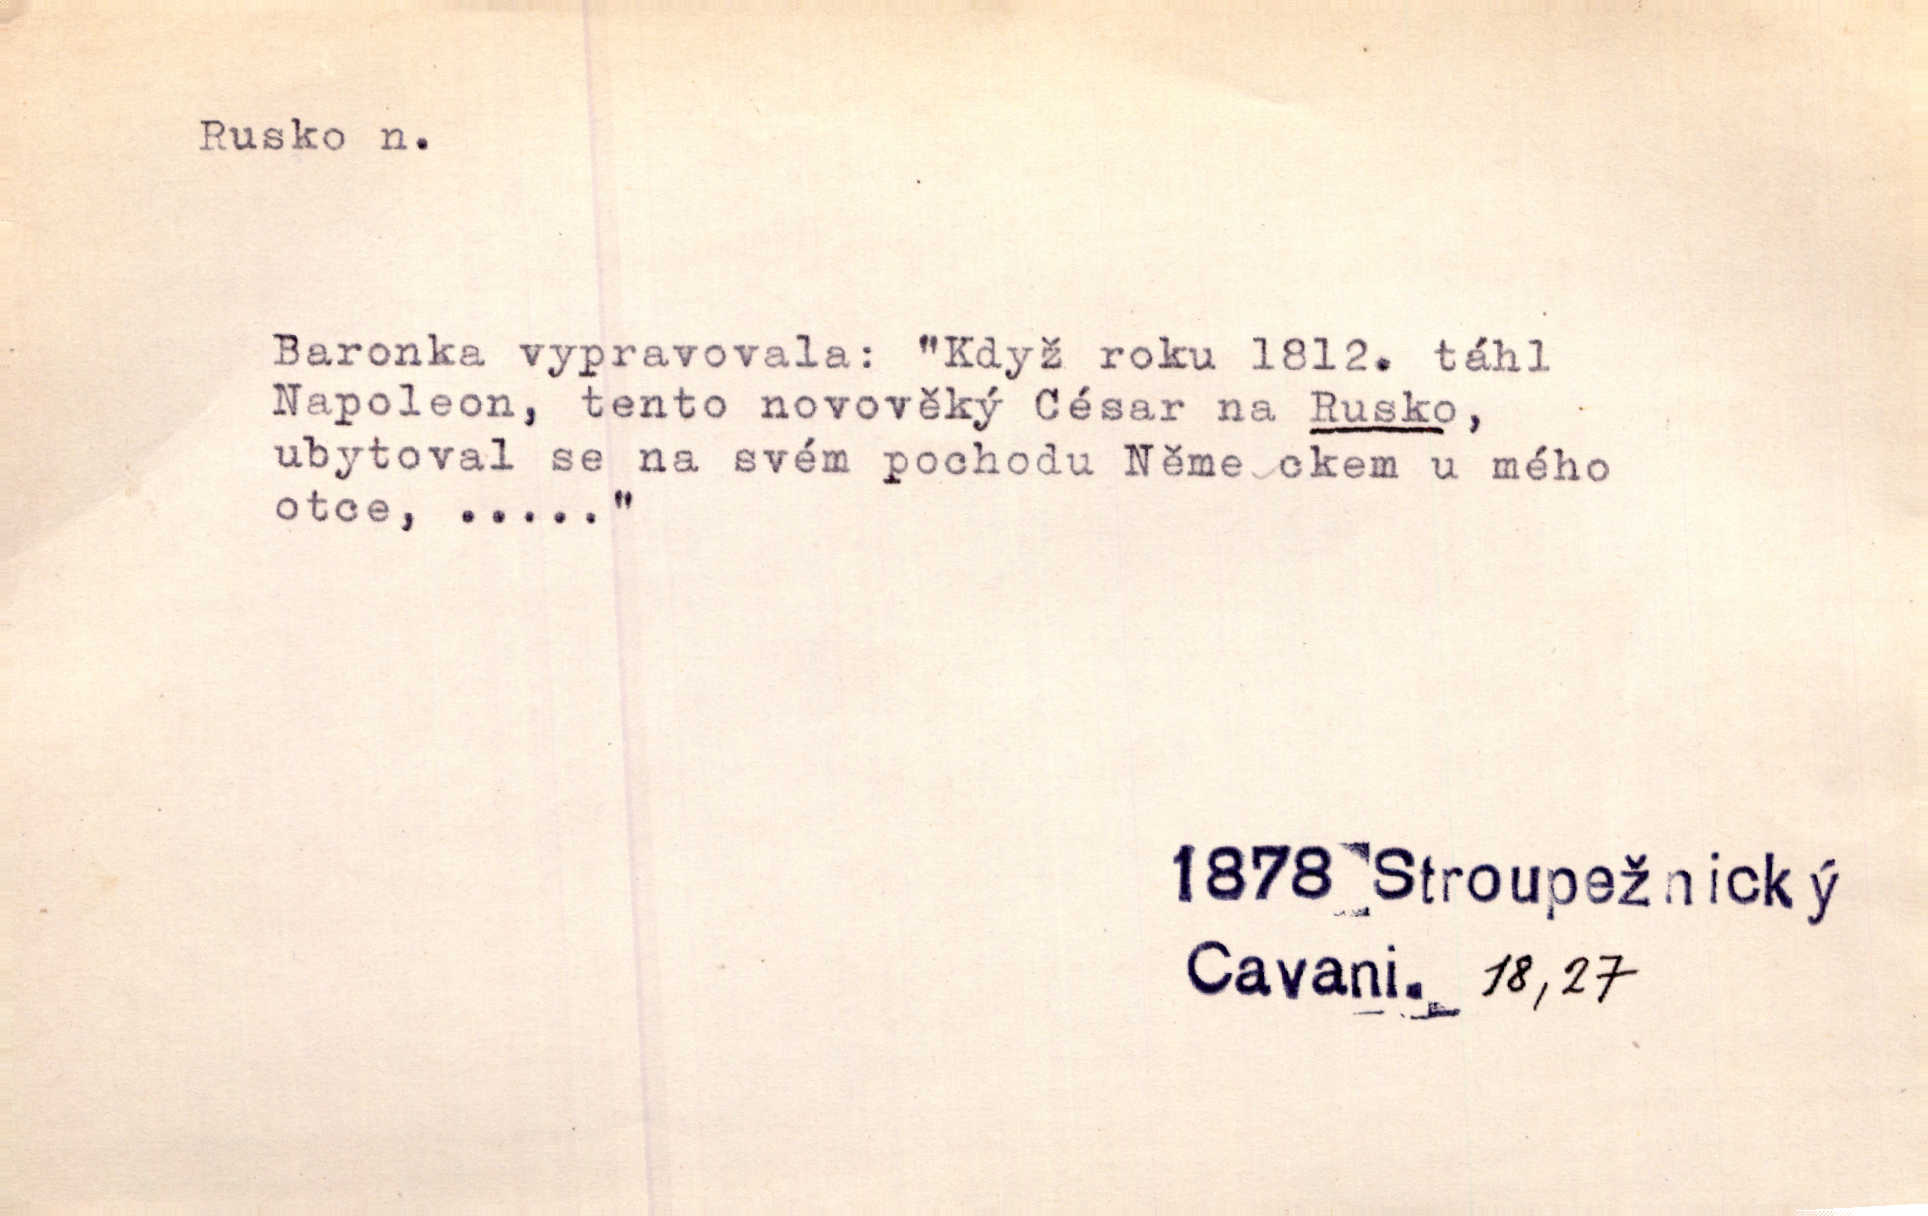 Rusko n.
Baronka vypravovala: "Když roku 1812. táhl
Napoleon, tento novověký César na Rusko,
ubytoval se na svém pochodu Německem u mého
otce, ....."
1878 Stroupežnický
Cavani. 18,27